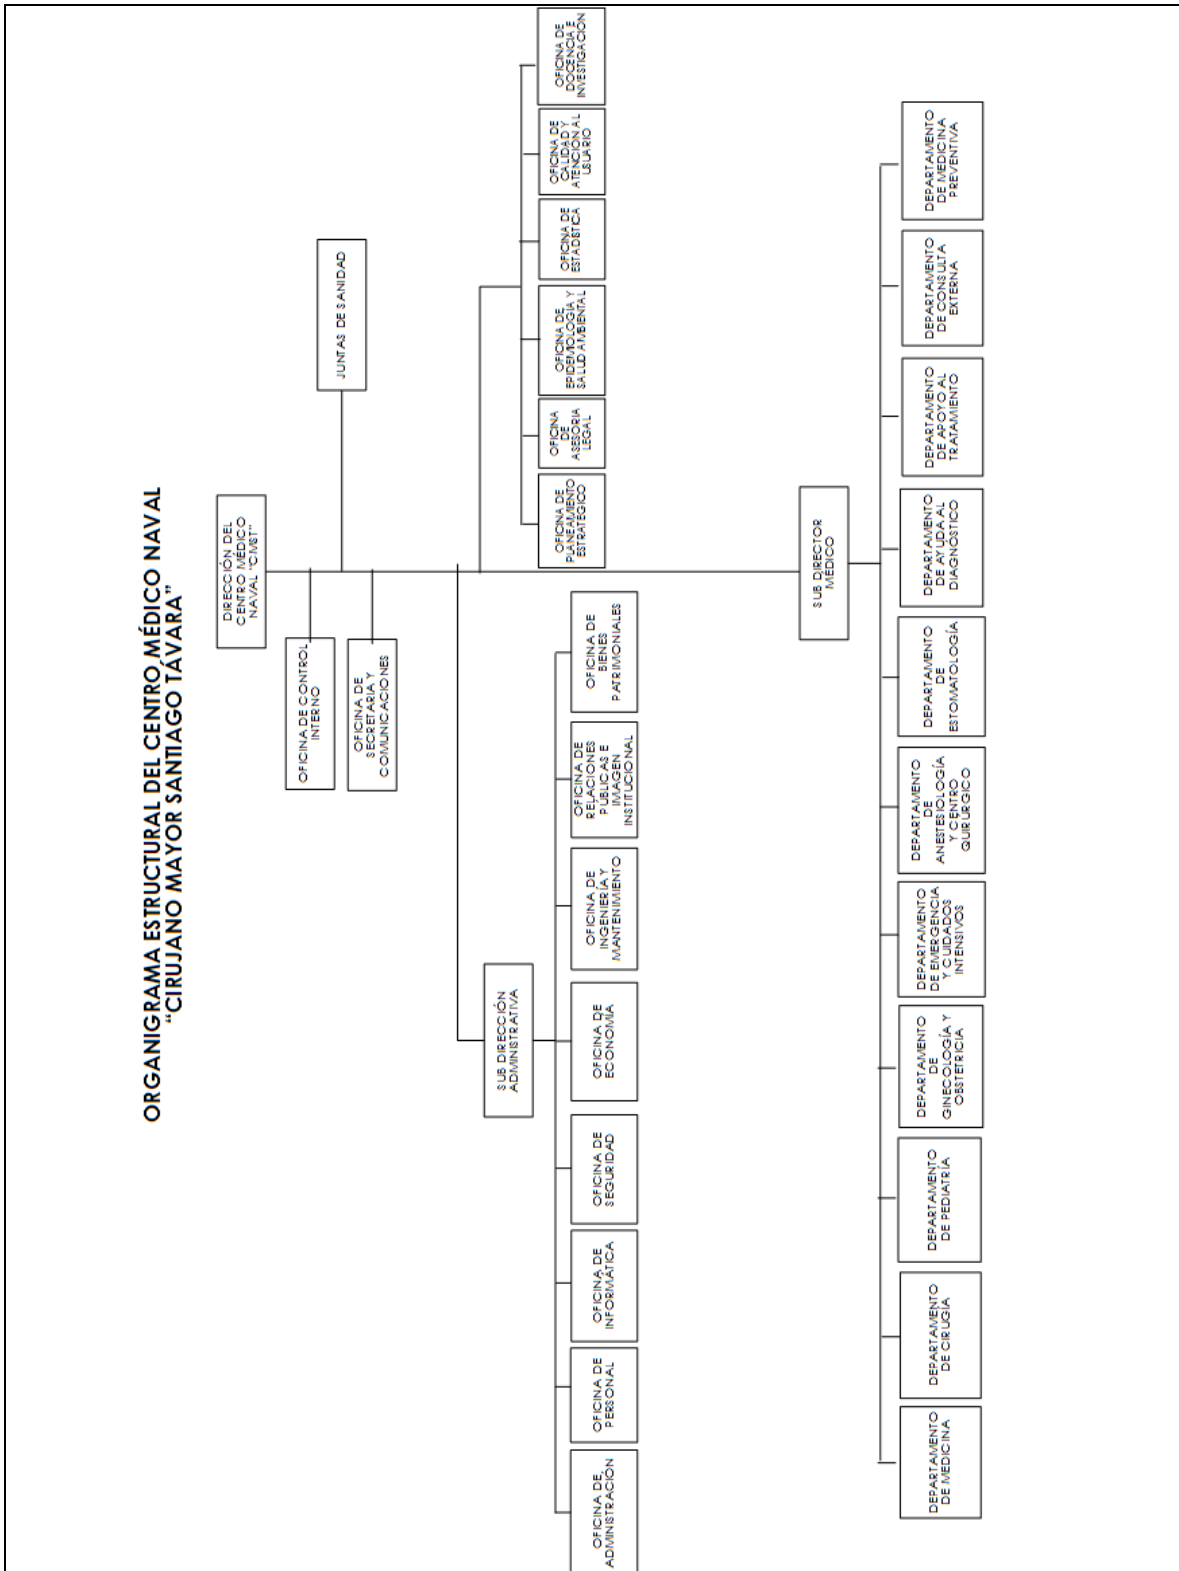 ORGANIGRAMA ESTRUCTURAL DEL CENTRO MÉDICO NAVAL
“CIRUJANO MAYOR SANTIAGO TÁVARA”
DIRECCIÓN DEL
CENTRO MÉDICO
NAVAL "CMST"
OFICINA DE CONTROL
INTERNO
JUNTAS DE SANIDAD
OFICINA DE
SECRETARIA Y
COMUNICACIONES
SUB DIRECCIÓN
ADMINISTRATIVA
OFICINA DE
PLANEAMIENTO
ESTRATEGICO
OFICINA
DE
ASESORIA
LEGAL
OFICINA DE
EPIDEMIOLOGÍA Y
SALUD AMBIENTAL
OFICINA DE
ESTADISTICA
OFICINA DE
CALIDAD Y
ATENCION AL
USUARIO
OFICINA DE
DOCENCIA E
INVESTIGACION
OFICINA DE
ADMINISTRACIÓN
OFICINA DE
PERSONAL
OFICINA DE
INFORMÁTICA
OFICINA DE
SEGURIDAD
OFICINA DE
ECONOMÍA
OFICINA DE
INGENIERÍA Y
MANTENIMIENTO
OFICINA DE
RELACIONES
PUBLICAS E
IMAGEN
INSTITUCIONAL
OFICINA DE
BIENES
PATRIMONIALES
SUB DIRECTOR
MÉDICO
DEPARTAMENTO
DE MEDICINA
DEPARTAMENTO
DE CIRUGÍA
DEPARTAMENTO
DE PEDIATRÍA
DEPARTAMENTO
DE
GINECOLOGÍA Y
OBSTETRICIA
DEPARTAMENTO
DE EMERGENCIA
Y CUIDADOS
INTENSIVOS
DEPARTAMENTO
DE
ANESTESIOLOGÍA
Y CENTRO
QUIRÚRGICO
DEPARTAMENTO
DE
ESTOMATOLOGÍA
DEPARTAMENTO
DE AYUDA AL
DIAGNÓSTICO
DEPARTAMENTO
DE APOYO AL
TRATAMIENTO
DEPARTAMENTO
DE CONSULTA
EXTERNA
DEPARTAMENTO
DE MEDICINA
PREVENTIVA